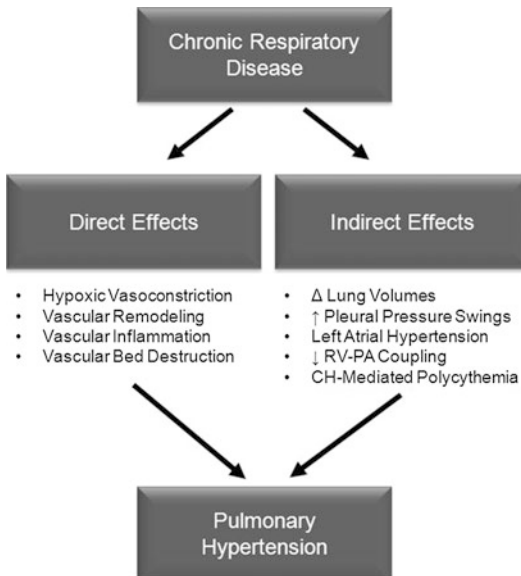 Chronic Respiratory
Disease
Direct Effects
Indirect Effects
• Hypoxic Vasoconstriction
• Vascular Remodeling
• Vascular Inflammation
• Vascular Bed Destruction
• Δ Lung Volumes
• ↑ Pleural Pressure Swings
• Left Atrial Hypertension
• ↓ RV-PA Coupling
• CH-Mediated Polycythemia
Pulmonary
Hypertension